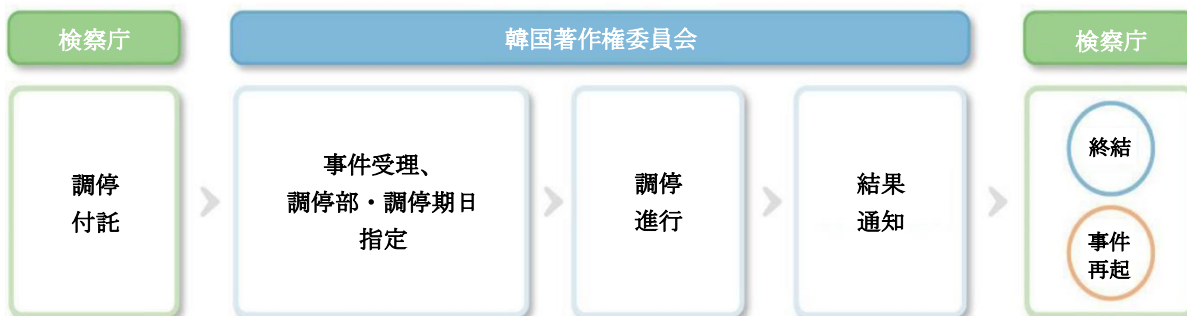 検察庁
韓国著作権委員会
検察庁
調停
付託
事件受理、
調停部・調停期日
指定
調停
進行
結果
通知
終結
事件
再起